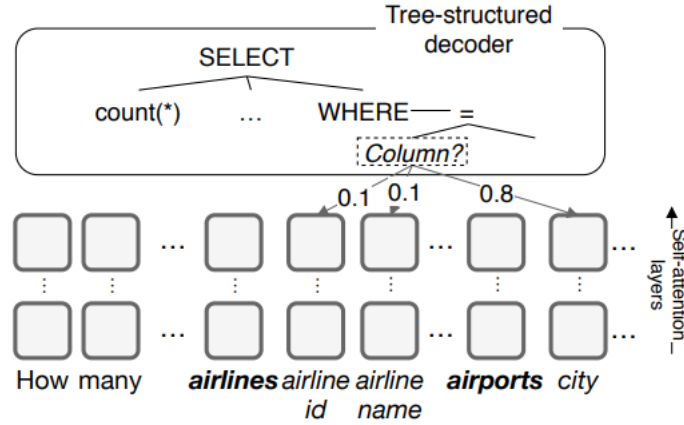 Tree-structured
decoder
SELECT
count(*) ... WHERE =
Column?
0.1 0.1 0.8
... ... ...
Self-attention
layers
... ... ...
How many airlines airline id airline name airports city